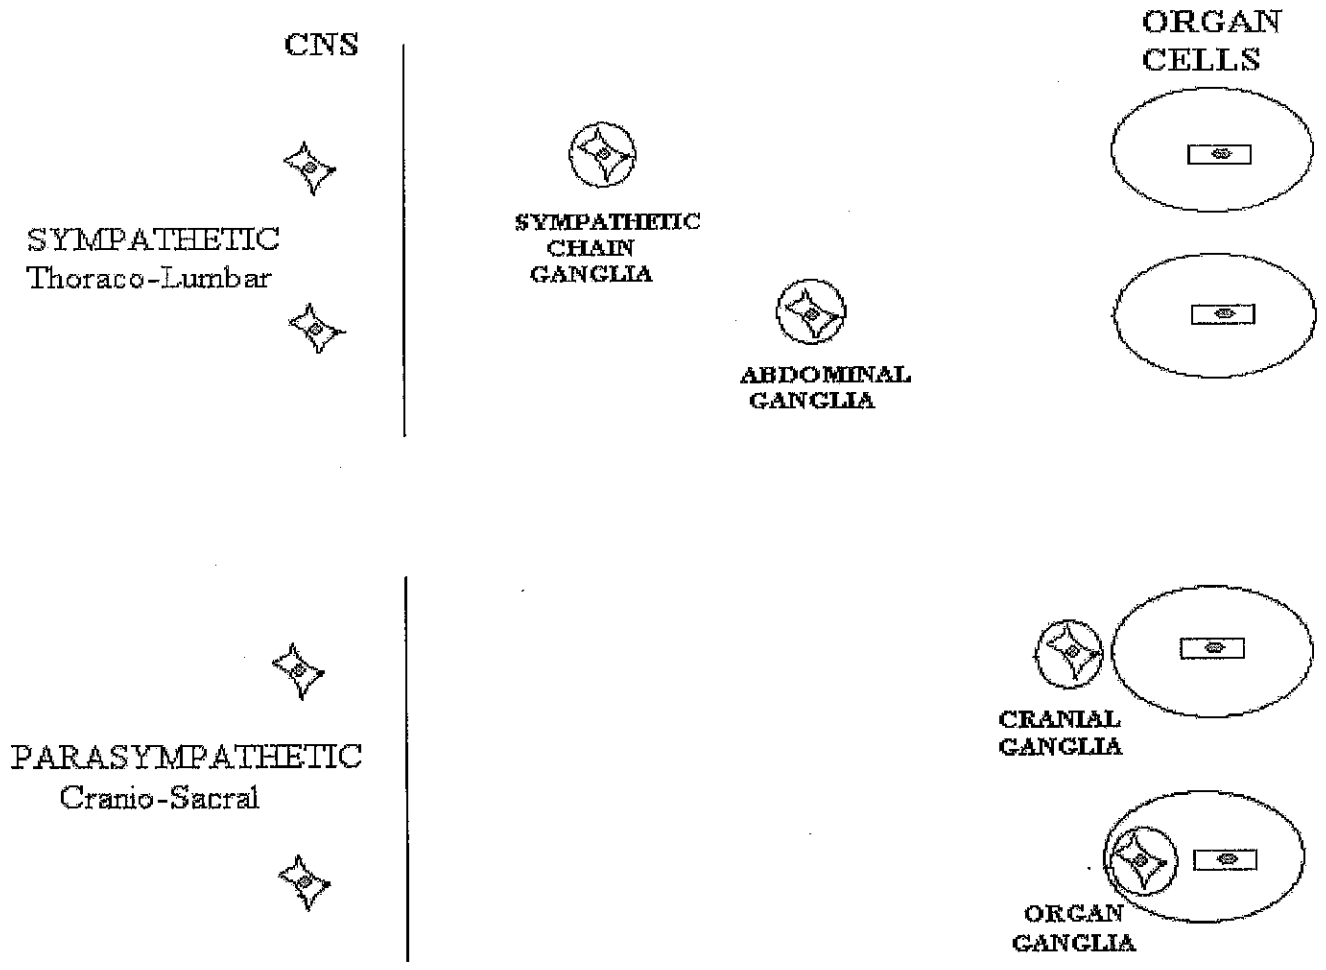 CNS
ORGAN
CELLS
SYMPATHETIC
Thoraco-Lumbar
SYMPATHETIC
CHAIN
GANGLIA
ABDOMINAL
GANGLIA
PARASYMPATHETIC
Cranio-Sacral
CRANIAL
GANGLIA
ORGAN
GANGLIA